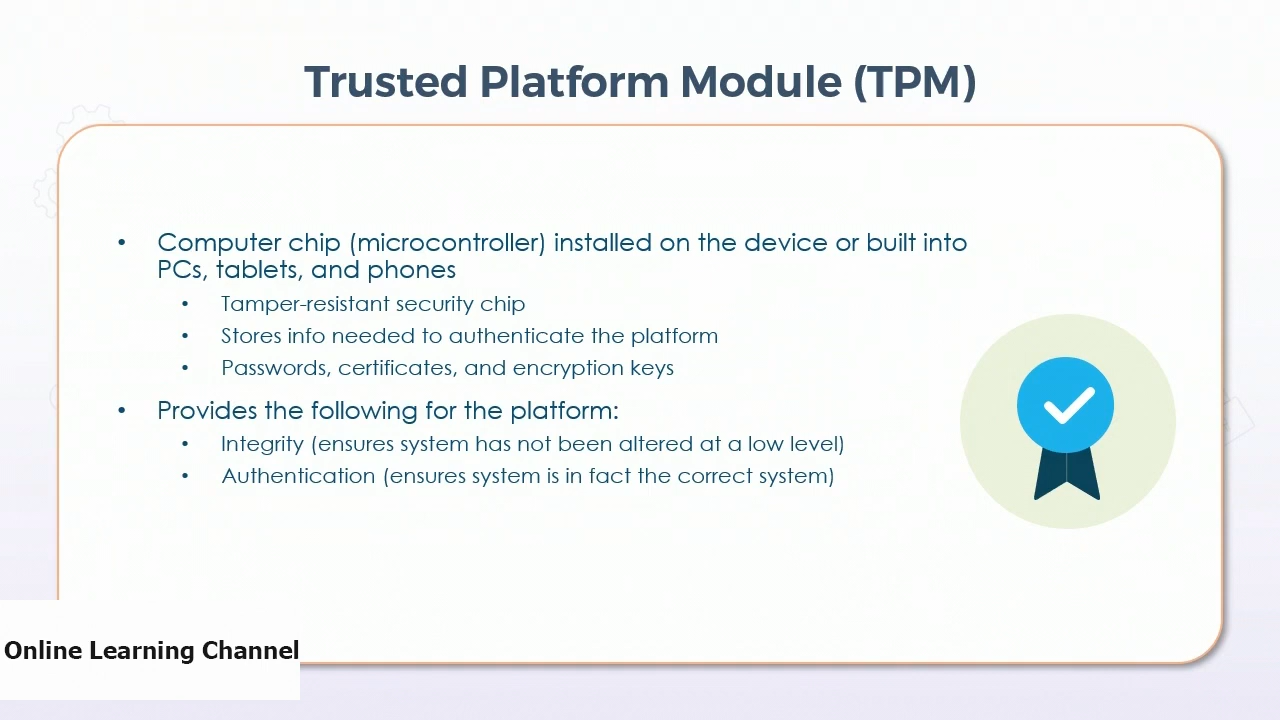 Trusted Platform Module (TPM)
• Computer chip (microcontroller) installed on the device or built into
PCs, tablets, and phones
• Tamper-resistant security chip
• Stores info needed to authenticate the platform
• Passwords, certificates, and encryption keys
• Provides the following for the platform:
• Integrity (ensures system has not been altered at a low level)
• Authentication (ensures system is in fact the correct system)
Online Learning Channel